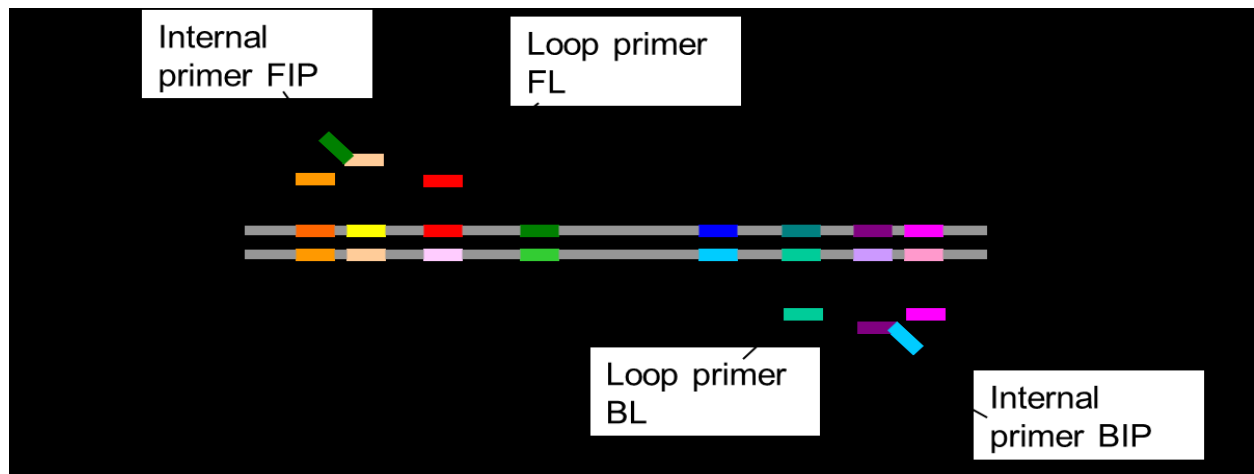 Internal
primer FIP
Loop primer
FL
Loop primer
BL
Internal
primer BIP